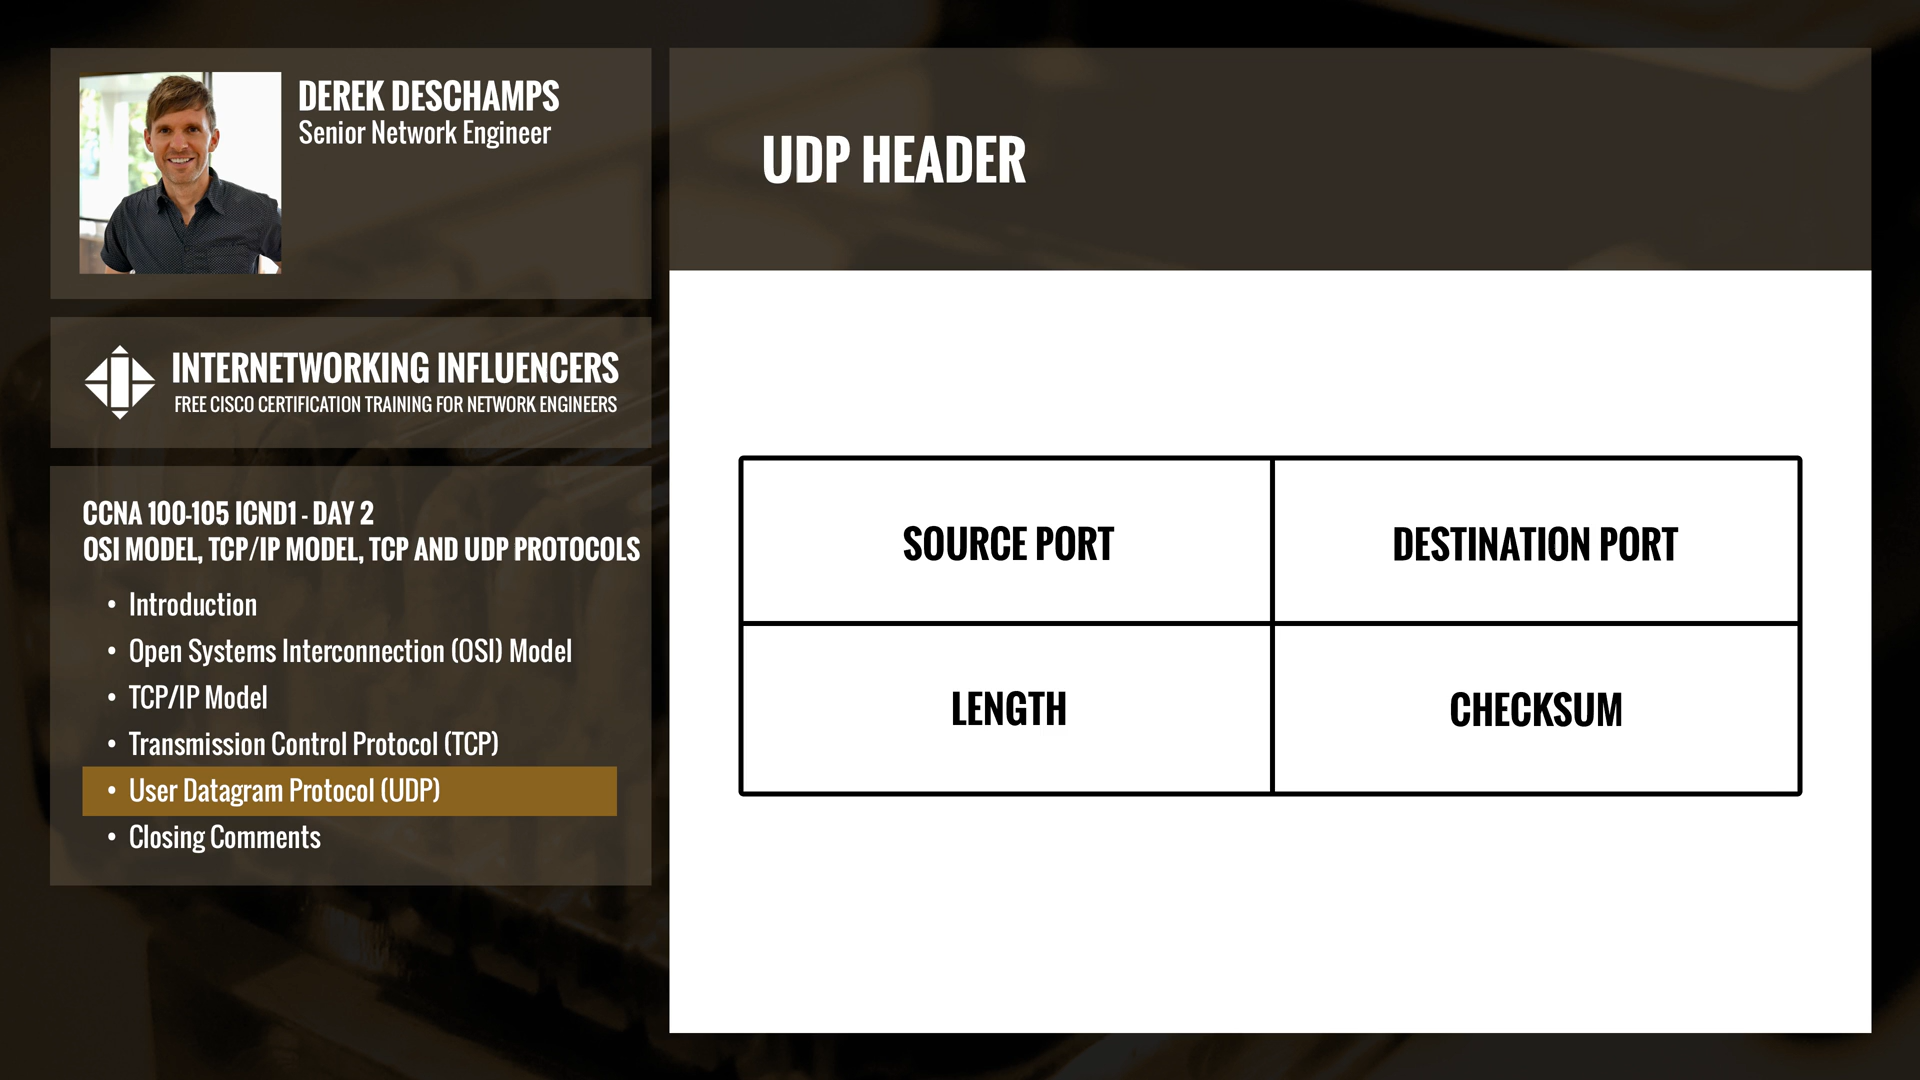 DEREK DESCHAMPS
Senior Network Engineer
INTERNETWORKING INFLUENCERS
FREE CISCO CERTIFICATION TRAINING FOR NETWORK ENGINEERS
CCNA 100-105 ICND1 - DAY 2
OSI MODEL, TCP/IP MODEL, TCP AND UDP PROTOCOLS
• Introduction
• Open Systems Interconnection (OSI) Model
• TCP/IP Model
• Transmission Control Protocol (TCP)
• User Datagram Protocol (UDP)
• Closing Comments
UDP HEADER
SOURCE PORT
DESTINATION PORT
LENGTH
CHECKSUM